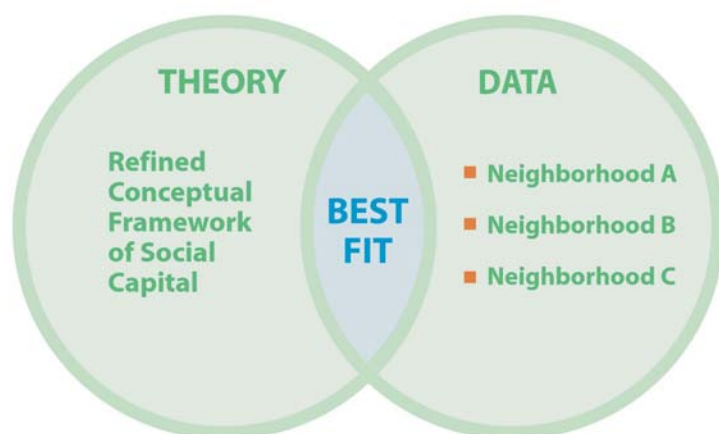 THEORY
Refined
Conceptual
Framework
of Social
Capital
BEST
FIT
DATA
Neighborhood A
Neighborhood B
Neighborhood C